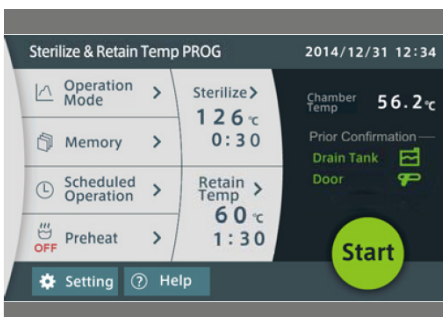 Sterilize & Retain Temp PROG
2014/12/31 12:34
Operation
Mode >
Memory >
Scheduled
Operation >
OFF Preheat >
Sterilize>
126℃
0:30
Retain
Temp >
60℃
1:30
Chamber
Temp 56.2℃
Prior Confirmation
Drain Tank
Door
Start
Setting
? Help